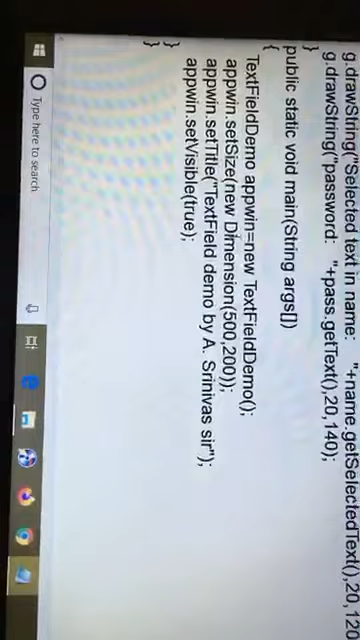 g.drawString("Selected text in name:    "+name.getSelectedText(),20,120
g.drawString("password:    "+pass.getText(),20,140);
}
public static void main(String args[])
{
TextFieldDemo appwin=new TextFieldDemo();
appwin.setSize(new Dimension(500,200));
appwin.setTitle("TextField demo by A. Srinivas sir");
appwin.setVisible(true);
}
}
Type here to search